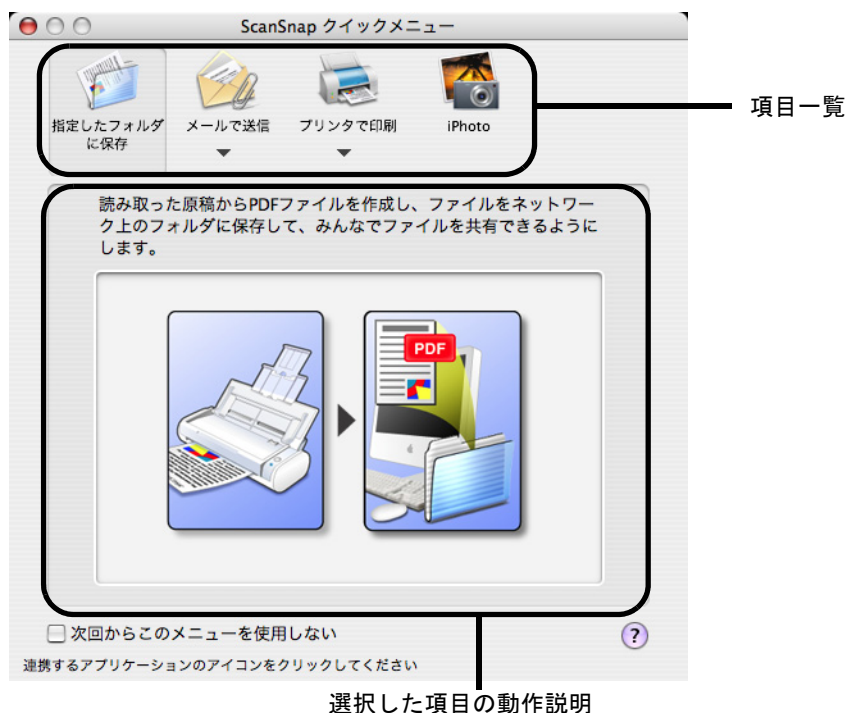 ScanSnap クイックメニュー
指定したフォルダ
に保存
メールで送信
プリンタで印刷
iPhoto
項目一覧
読み取った原稿からPDFファイルを作成し、ファイルをネットワー
ク上のフォルダに保存して、みんなでファイルを共有できるように
します。
PDF
次回からこのメニューを使用しない
?
連携するアプリケーションのアイコンをクリックしてください
選択した項目の動作説明